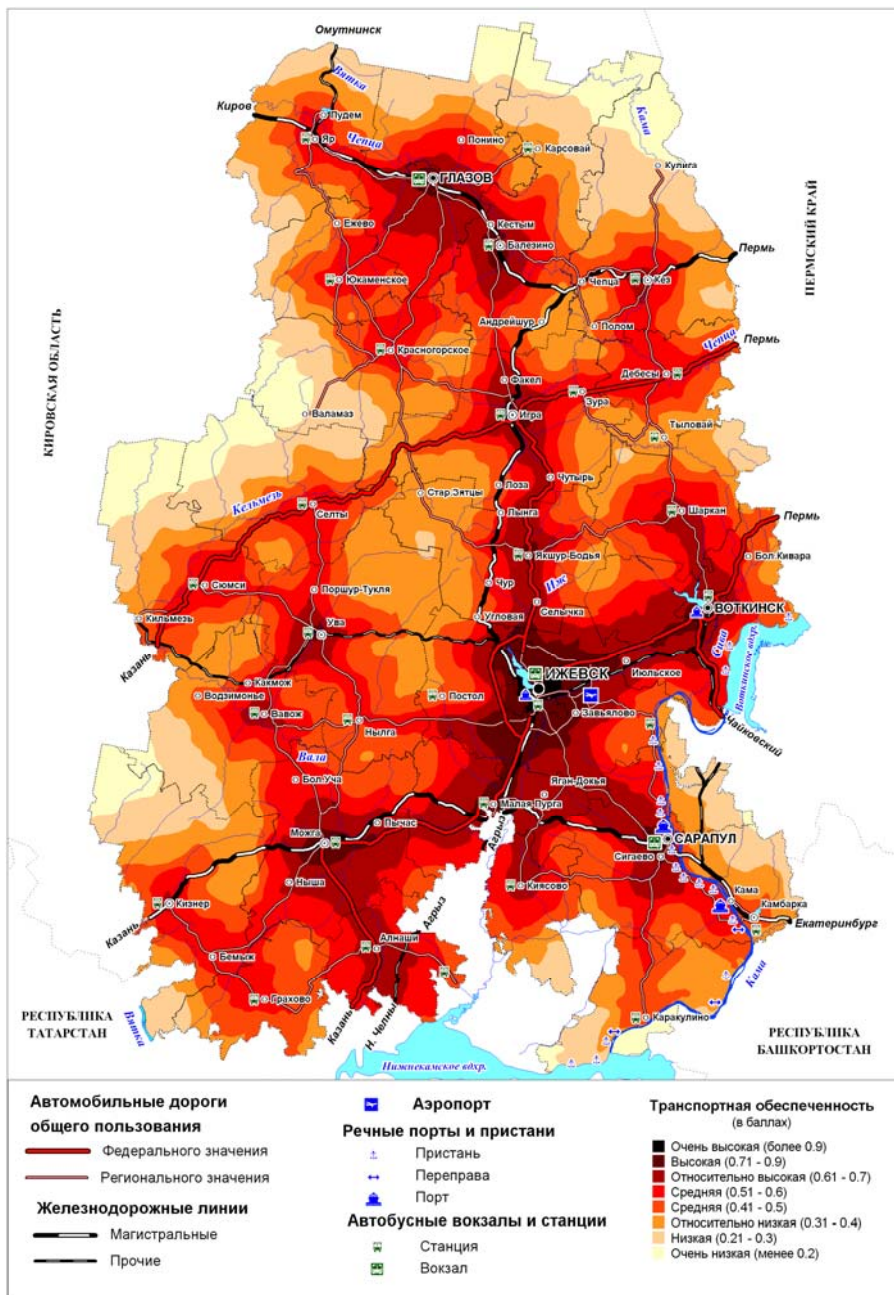 Омутнинск
Вятка
Киров
Пудем
Яр
Чепца
Понино
Карсовай
Кама
Кулига
ГЛАЗОВ
Ежево
Кестым
Балезино
Пермь
ПЕРМСКИЙ КРАЙ
Юкаменское
Чепца
Кез
Андрейшур
Полом
Чепца
Пермь
Красногорское
Дебесы
Факел
Зура
КИРОВСКАЯ ОБЛАСТЬ
Валамаз
Игра
Тыловай
Чутырь
Лоза
Стар.Зятцы
Кельмезь
Селты
Лынга
Шаркан
Пермь
Якшур-Бодья
Бол.Кивара
Сюмси
Поршур-Тукля
Чур
Иж
Селычка
ВОТКИНСК
Кильмезь
Угловая
Ува
Казань
Сива
Воткинское вдхр.
Июльское
ИЖЕВСК
Какмож
Водзимонье
Постол
Завьялово
Чайковский
Вавож
Нылга
Вала
Бол.Уча
Яган-Докья
Малая Пурга
Пычас
Агрыз
Можга
САРАПУЛ
Сигаево
Ныша
Киясово
Кама
Камбарка
Кизнер
Екатеринбург
Казань
Агрыз
Алнаши
Бемыж
Кама
Грахово
Казань
Н. Челны
Каракулино
РЕСПУБЛИКА
ТАТАРСТАН
Вятка
РЕСПУБЛИКА
БАШКОРТОСТАН
Нижнекамское вдхр.
Автомобильные дороги
общего пользования
Федерального значения
Регионального значения
Железнодорожные линии
Магистральные
Прочие
Аэропорт
Речные порты и пристани
Пристань
Переправа
Порт
Автобусные вокзалы и станции
Станция
Вокзал
Транспортная обеспеченность
(в баллах)
Очень высокая (более 0.9)
Высокая (0.71 - 0.9)
Относительно высокая (0.61 - 0.7)
Средняя (0.51 - 0.6)
Средняя (0.41 - 0.5)
Относительно низкая (0.31 - 0.4)
Низкая (0.21 - 0.3)
Очень низкая (менее 0.2)